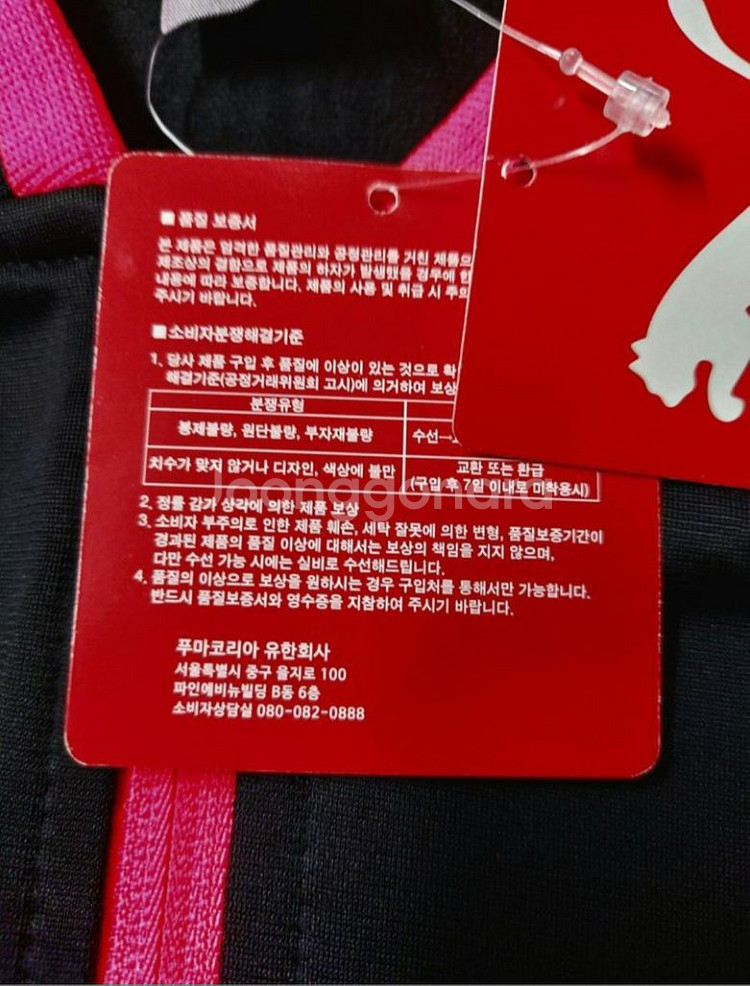 ■ 품질 보증서
본 제품은 엄격한 품질관리와 공정관리를 거친 제품으
제조상의 결함으로 제품의 하자가 발생했을 경우에 한
내용에 따라 보증합니다. 제품의 사용 및 취급 시 주의
주시기 바랍니다.
■ 소비자분쟁해결기준
1. 당사 제품 구입 후 품질에 이상이 있는 것으로 확
해결기준(공정거래위원회 고시)에 의거하여 보상
분쟁유형
봉제불량, 원단불량, 부자재불량 수선→
치수가 맞지 않거나 디자인, 색상에 불만 교환 또는 환급
(구입 후 7일 이내로 미착용시)
joonggonara
2. 정률 감가 상각에 의한 제품 보상
3. 소비자 부주의로 인한 제품 훼손, 세탁 잘못에 의한 변형, 품질보증기간이
경과된 제품의 품질 이상에 대해서는 보상의 책임을 지지 않으며,
다만 수선 가능 시에는 실비로 수선해드립니다.
4. 품질의 이상으로 보상을 원하시는 경우 구입처를 통해서만 가능합니다.
반드시 품질보증서와 영수증을 지참하여 주시기 바랍니다.
푸마코리아 유한회사
서울특별시 중구 을지로 100
파인에비뉴빌딩 B동 6층
소비자상담실 080-082-0888